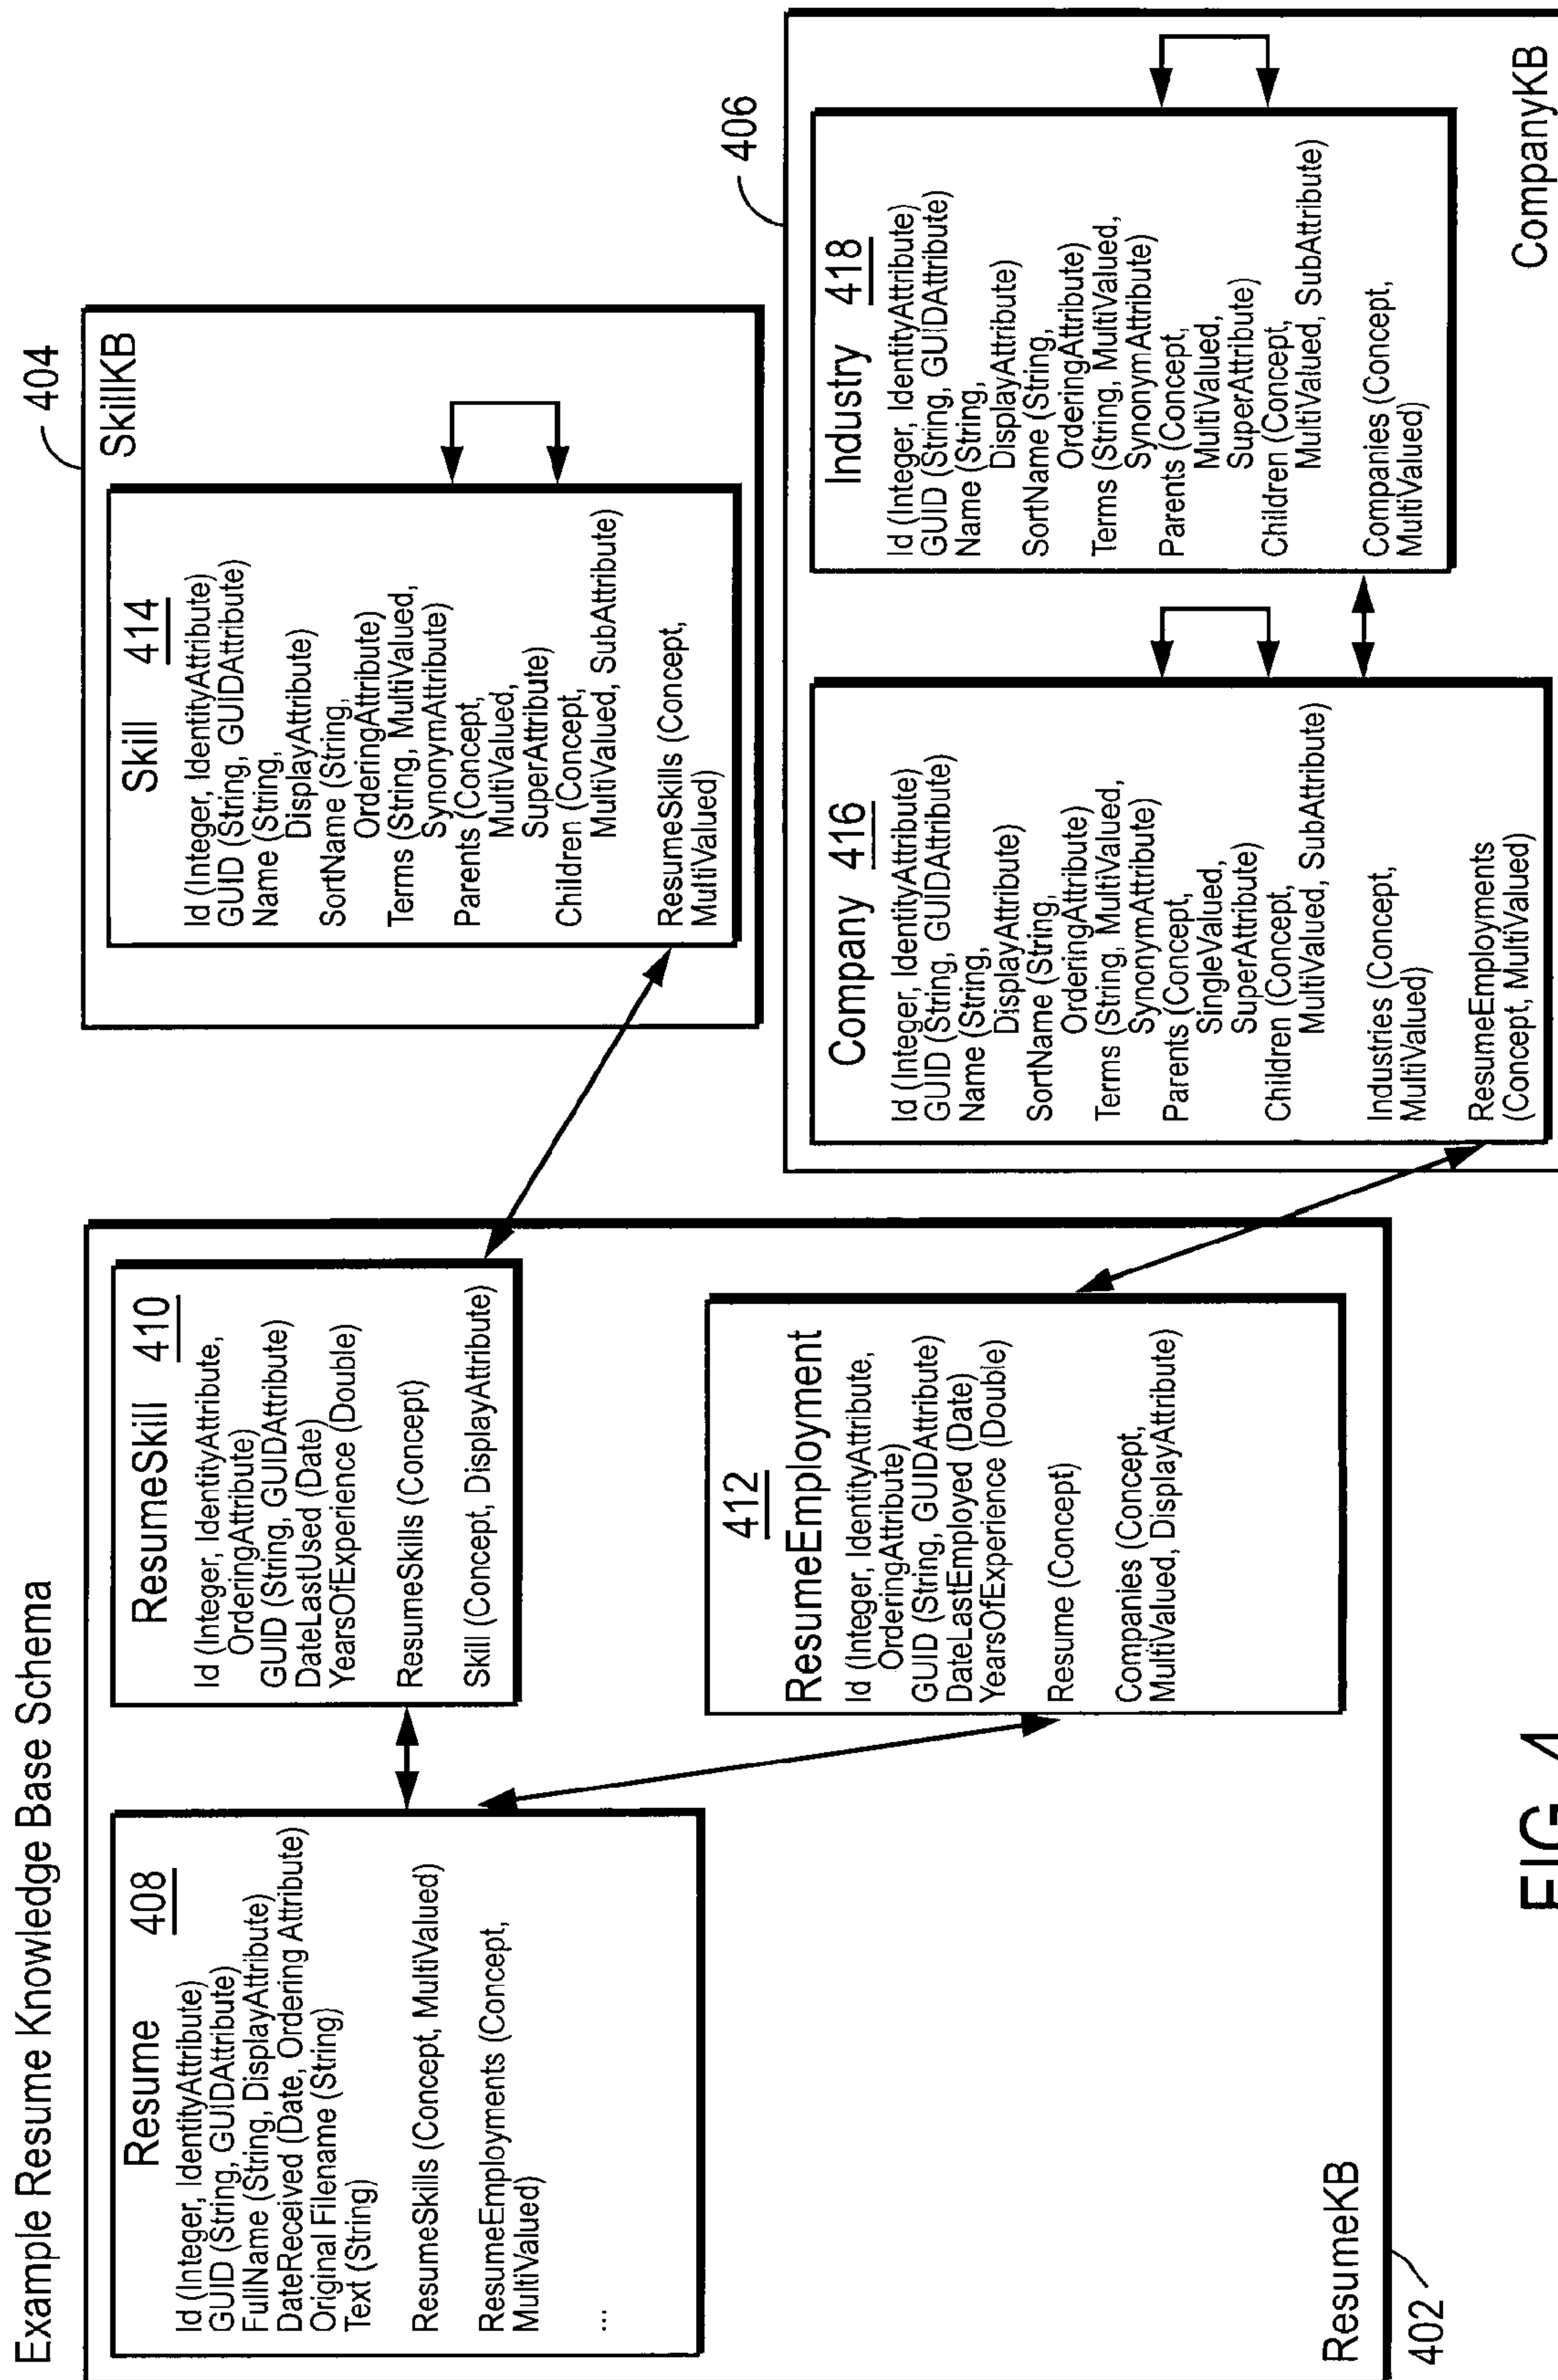 Example Resume Knowledge Base Schema
Resume 408
Id (Integer, IdentityAttribute)
GUID (String, GUIDAttribute)
FullName (String, DisplayAttribute)
DateReceived (Date, Ordering Attribute)
Original Filename (String)
Text (String)
ResumeSkills (Concept, MultiValued)
ResumeEmployments (Concept,
MultiValued)
...
ResumeSkill 410
Id (Integer, IdentityAttribute,
OrderingAttribute)
GUID (String, GUIDAttribute)
DateLastUsed (Date)
YearsOfExperience (Double)
ResumeSkills (Concept)
Skill (Concept, DisplayAttribute)
412
ResumeEmployment
Id (Integer, IdentityAttribute,
OrderingAttribute)
GUID (String, GUIDAttribute)
DateLastEmployed (Date)
YearsOfExperience (Double)
Resume (Concept)
Companies (Concept,
MultiValued, DisplayAttribute)
ResumeKB
402
404
SkillKB
Skill 414
Id (Integer, IdentityAttribute)
GUID (String, GUIDAttribute)
Name (String,
DisplayAttribute)
SortName (String,
OrderingAttribute)
Terms (String, MultiValued,
SynonymAttribute)
Parents (Concept,
MultiValued,
SuperAttribute)
Children (Concept,
MultiValued, SubAttribute)
ResumeSkills (Concept,
MultiValued)
406
Company 416
Id (Integer, IdentityAttribute)
GUID (String, GUIDAttribute)
Name (String,
DisplayAttribute)
SortName (String,
OrderingAttribute)
Terms (String, MultiValued,
SynonymAttribute)
Parents (Concept,
SingleValued,
SuperAttribute)
Children (Concept,
MultiValued, SubAttribute)
Industries (Concept,
MultiValued)
ResumeEmployments
(Concept, MultiValued)
Industry 418
Id (Integer, IdentityAttribute)
GUID (String, GUIDAttribute)
Name (String,
DisplayAttribute)
SortName (String,
OrderingAttribute)
Terms (String, MultiValued,
SynonymAttribute)
Parents (Concept,
MultiValued,
SuperAttribute)
Children (Concept,
MultiValued, SubAttribute)
Companies (Concept,
MultiValued)
CompanyKB
FIG. 4